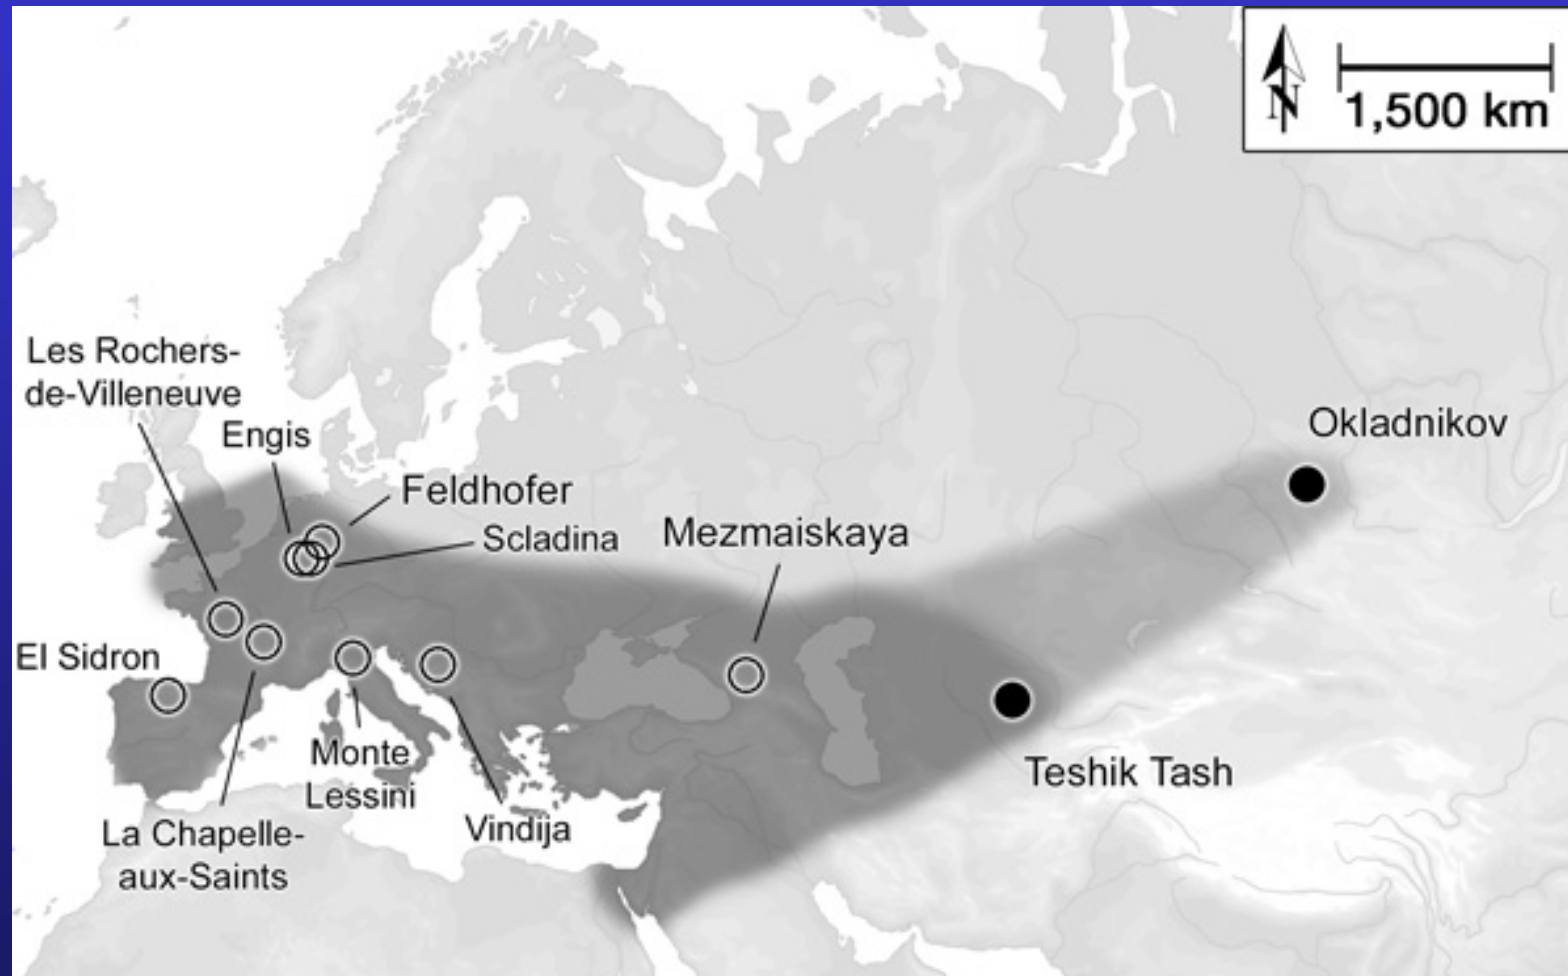 N
1,500 km
Les Rochers-
de-Villeneuve
Engis
Feldhofer
Scladina
Mezmaiskaya
Okladnikov
El Sidron
Monte
Lessini
Teshik Tash
Vindija
La Chapelle-
aux-Saints